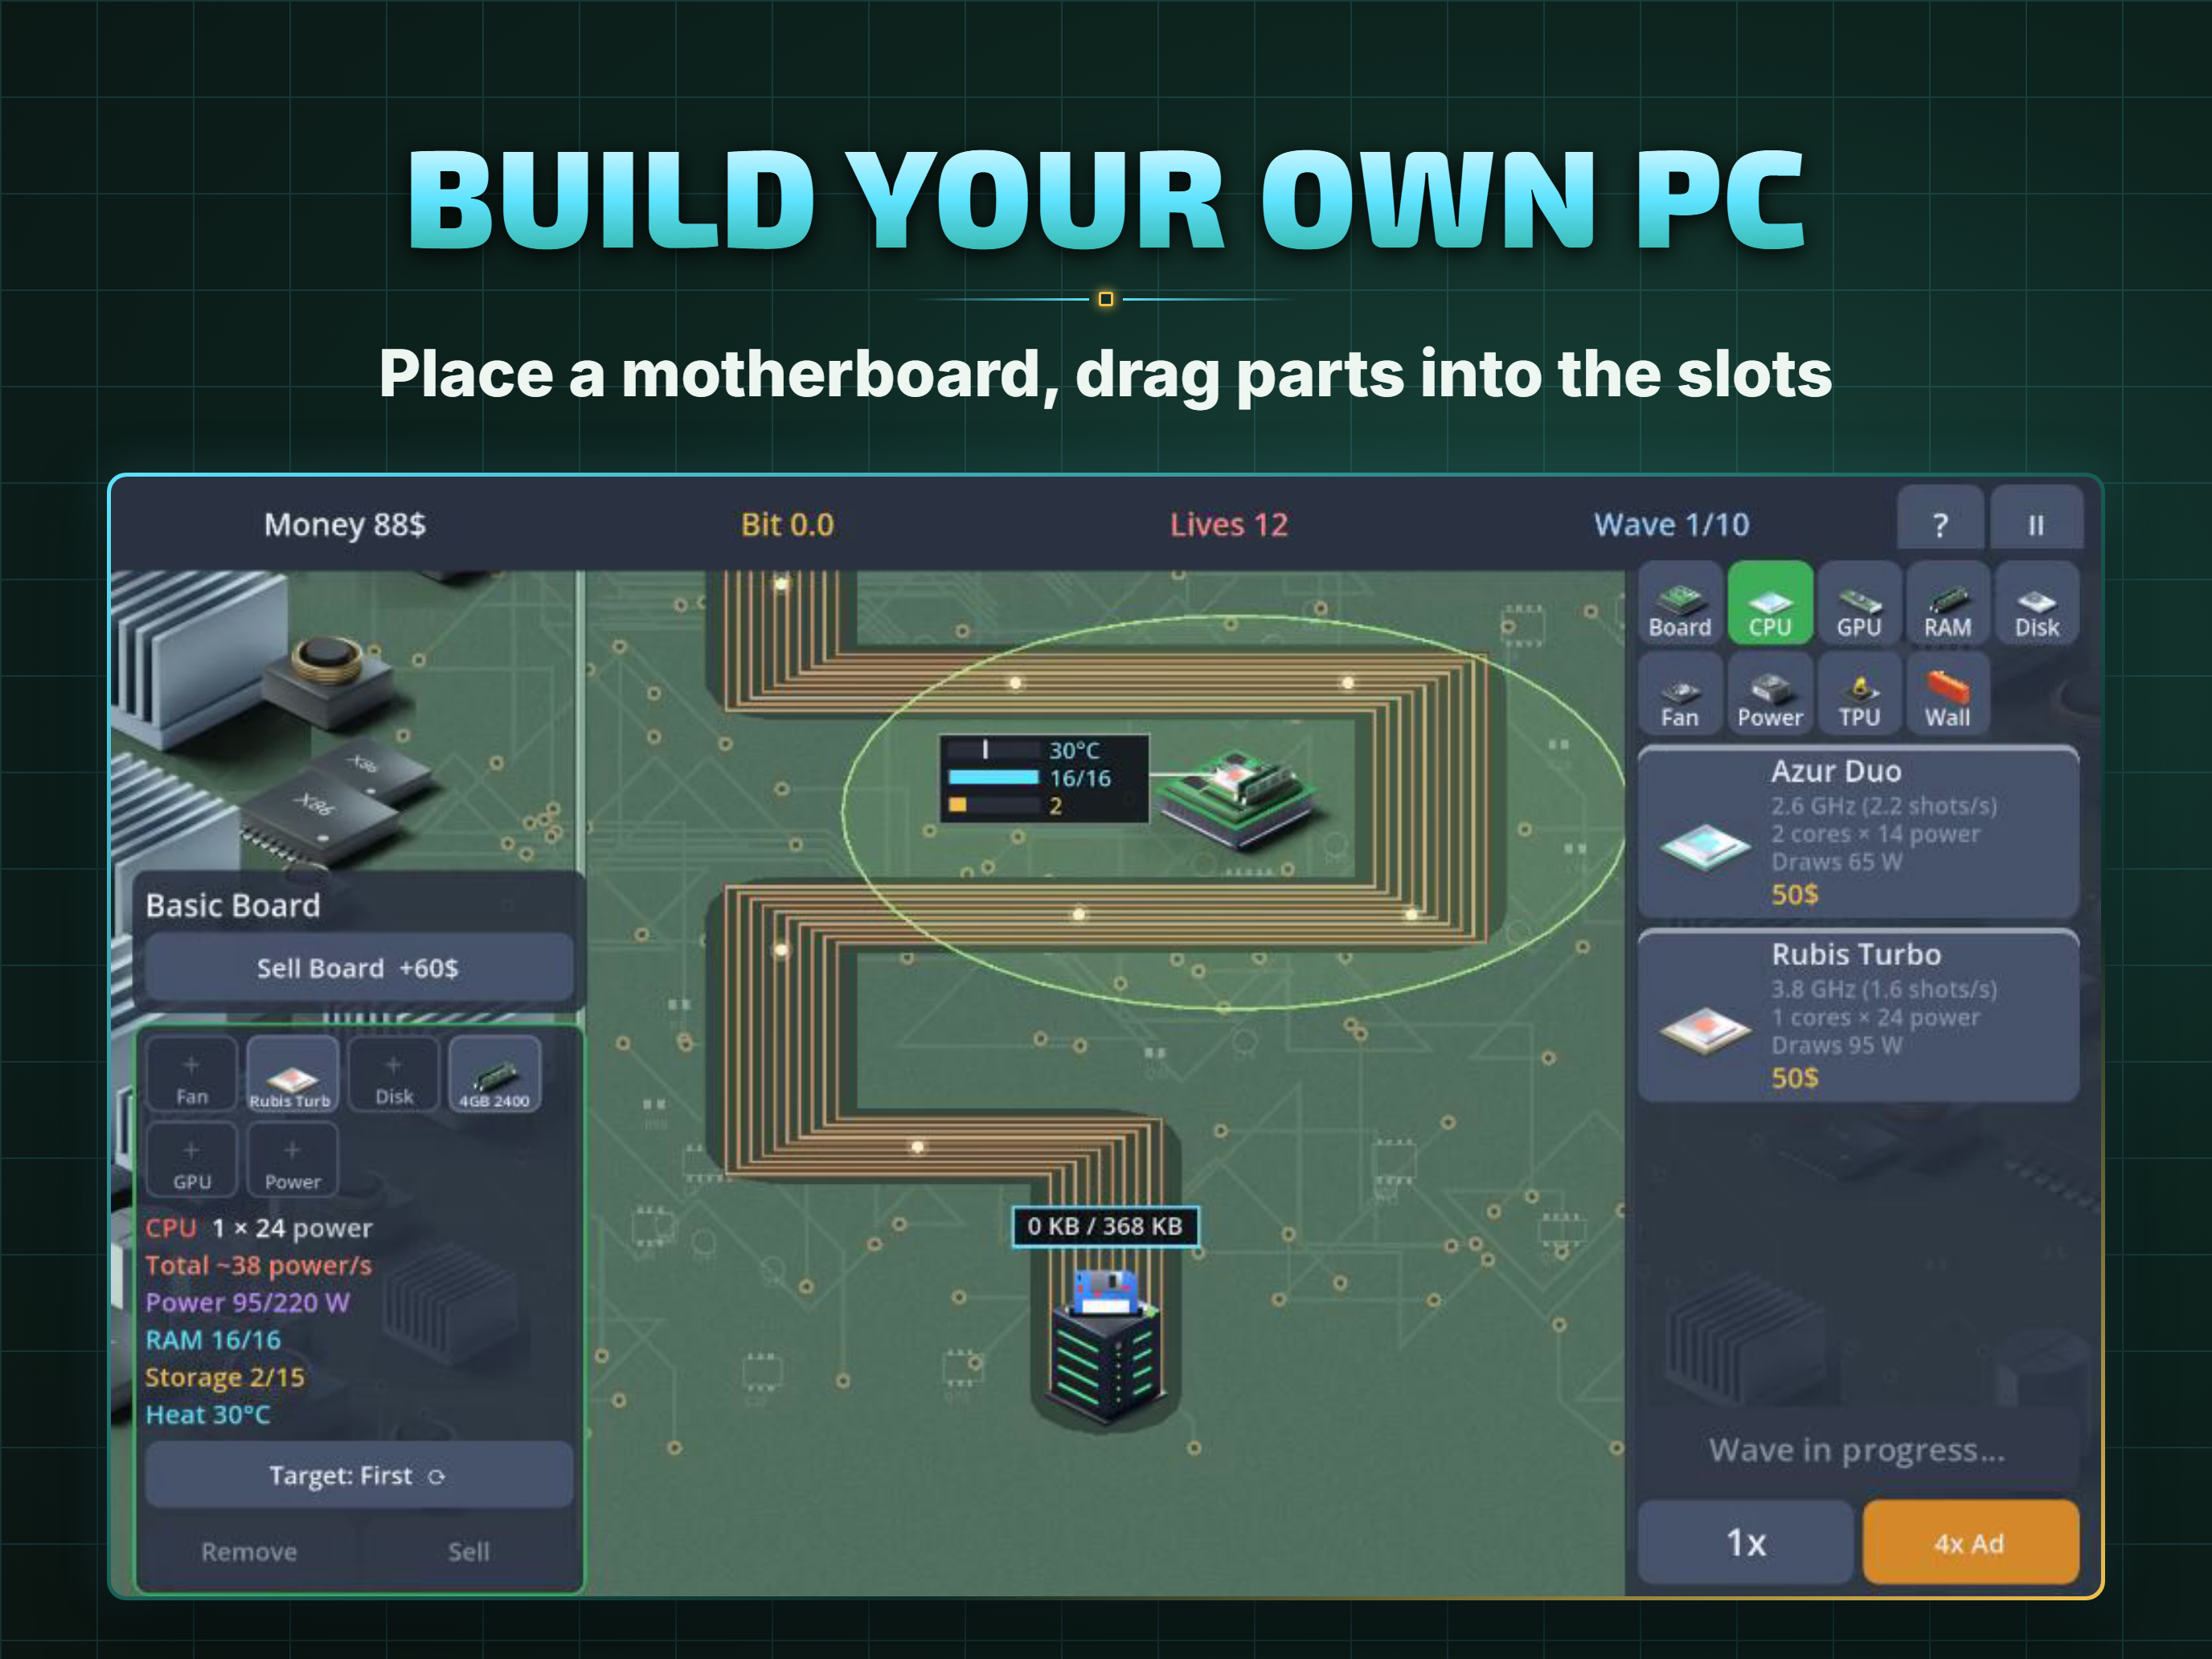 BUILD YOUR OWN PC
Place a motherboard, drag parts into the slots
Money 88$
Bit 0.0
Lives 12
Wave 1/10
?
II
Board
CPU
GPU
RAM
Disk
Fan
Power
TPU
Wall
30°C
16/16
2
X86
X86
Azur Duo
2.6 GHz (2.2 shots/s)
2 cores × 14 power
Draws 65 W
50$
Rubis Turbo
3.8 GHz (1.6 shots/s)
1 cores × 24 power
Draws 95 W
50$
Basic Board
Sell Board +60$
+
Fan
Rubis Turb
+
Disk
4GB 2400
+
GPU
+
Power
CPU 1 × 24 power
Total ~38 power/s
Power 95/220 W
RAM 16/16
Storage 2/15
Heat 30°C
Target: First
Remove
Sell
0 KB / 368 KB
Wave in progress...
1x
4x Ad